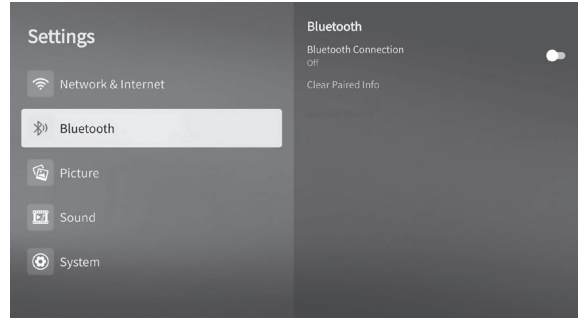 Settings
Network & Internet
Bluetooth
Picture
Sound
System
Bluetooth
Bluetooth Connection
Off
Clear Paired Info